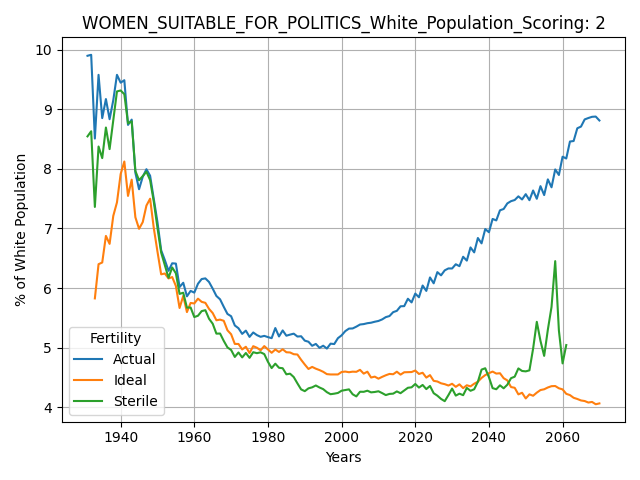 WOMEN_SUITABLE_FOR_POLITICS_White_Population_Scoring: 2
10
9
8
7
6
5
4
% of White Population
Fertility
Actual
Ideal
Sterile
1940 1960 1980 2000 2020 2040 2060
Years